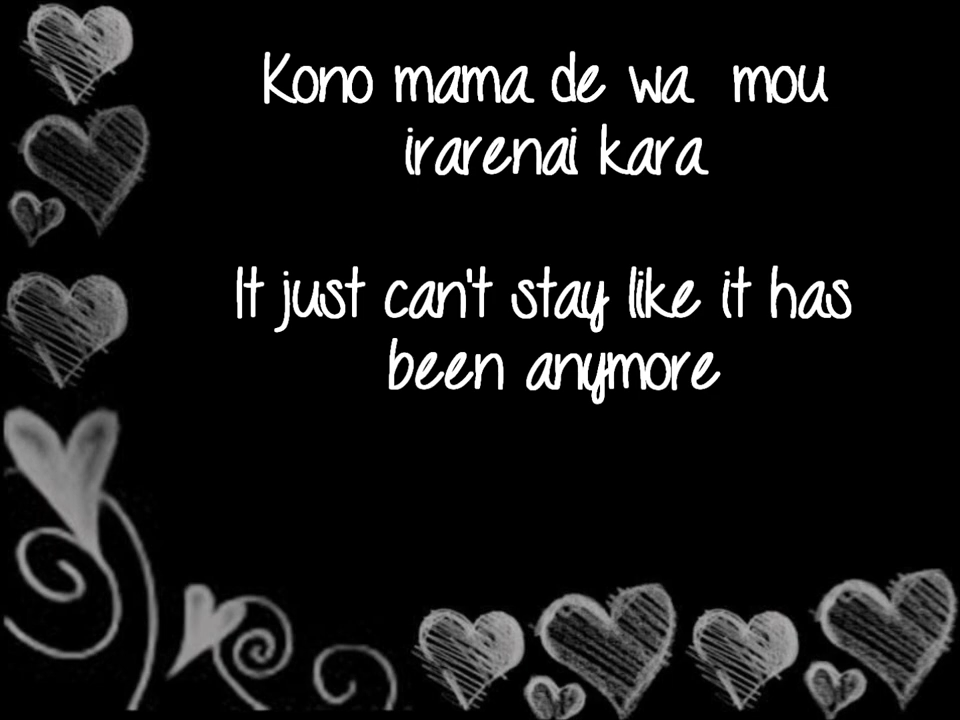 Kono mama de wa mou
irarenai kara
It just can't stay like it has
been anymore